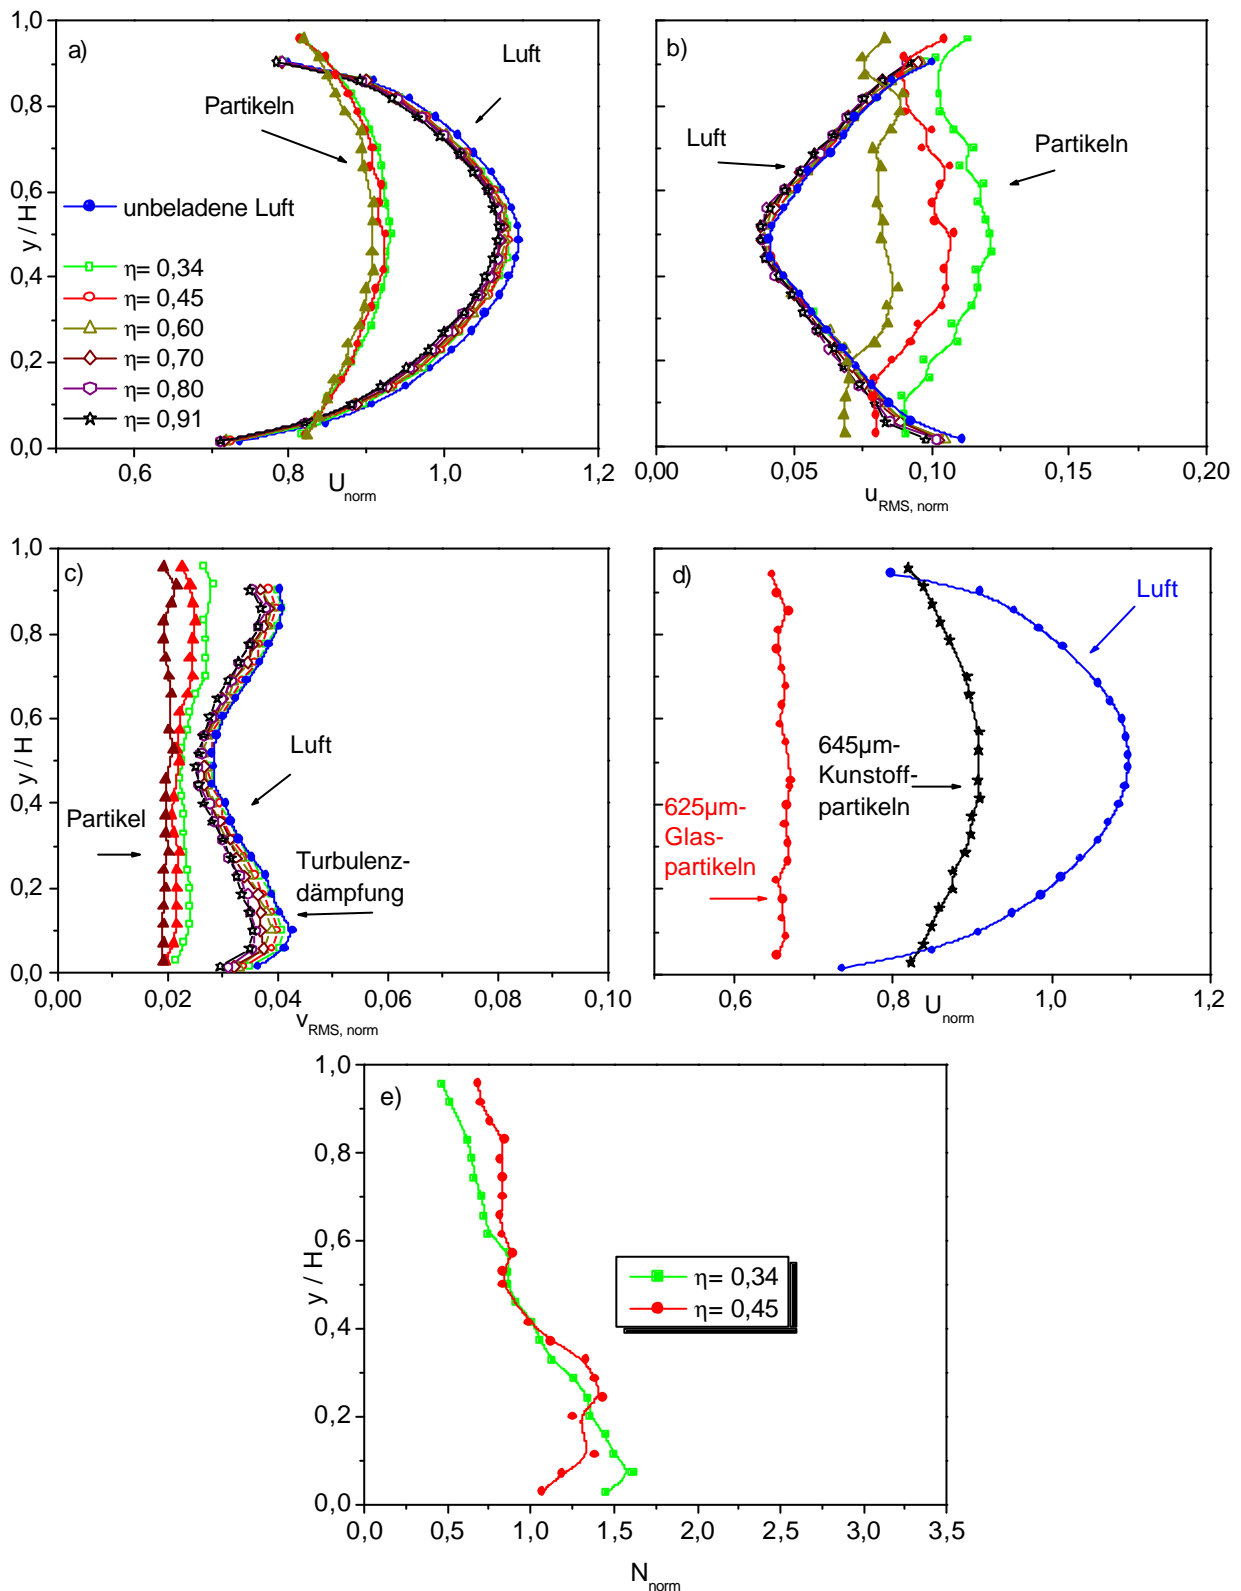 a)
1,0
0,8
0,6
0,4
0,2
0,0
y / H
Luft
Partikeln
unbeladene Luft
η= 0,34
η= 0,45
η= 0,60
η= 0,70
η= 0,80
η= 0,91
0,6
0,8
1,0
1,2
U norm
b)
Luft
Partikeln
0,00
0,05
0,10
0,15
0,20
u RMS, norm
c)
1,0
0,8
0,6
0,4
0,2
0,0
y / H
Luft
Partikel
Turbulenz-
dämpfung
0,00
0,02
0,04
0,06
0,08
0,10
v RMS, norm
d)
Luft
645µm-
Kunstoff-
partikeln
625µm-
Glas-
partikeln
0,6
0,8
1,0
1,2
U norm
e)
1,0
0,8
0,6
0,4
0,2
0,0
y / H
η= 0,34
η= 0,45
0,0
0,5
1,0
1,5
2,0
2,5
3,0
3,5
N norm